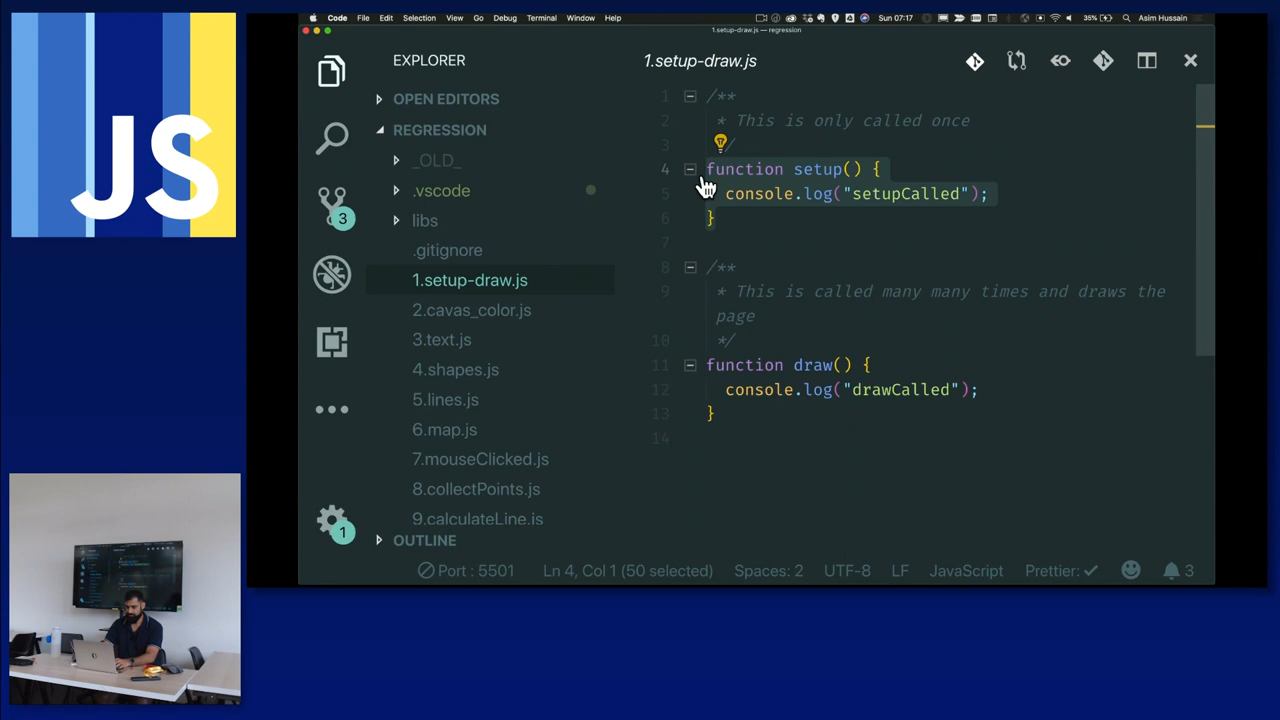 JS
Code File Edit Selection View Go Debug Terminal Window Help
35% Sun 07:17 Asim Hussain
1.setup-draw.js — regression
EXPLORER
OPEN EDITORS
REGRESSION
_OLD_
.vscode
libs
.gitignore
1.setup-draw.js
2.cavas_color.js
3.text.js
4.shapes.js
5.lines.js
6.map.js
7.mouseClicked.js
8.collectPoints.js
9.calculateLine.js
OUTLINE
3
1
1.setup-draw.js
1 /**
2 * This is only called once
3 */
4 function setup() {
5 console.log("setupCalled");
6 }
7
8 /**
9 * This is called many many times and draws the
page
10 */
11 function draw() {
12 console.log("drawCalled");
13 }
14
Port : 5501 Ln 4, Col 1 (50 selected) Spaces: 2 UTF-8 LF JavaScript Prettier: ✓ 3